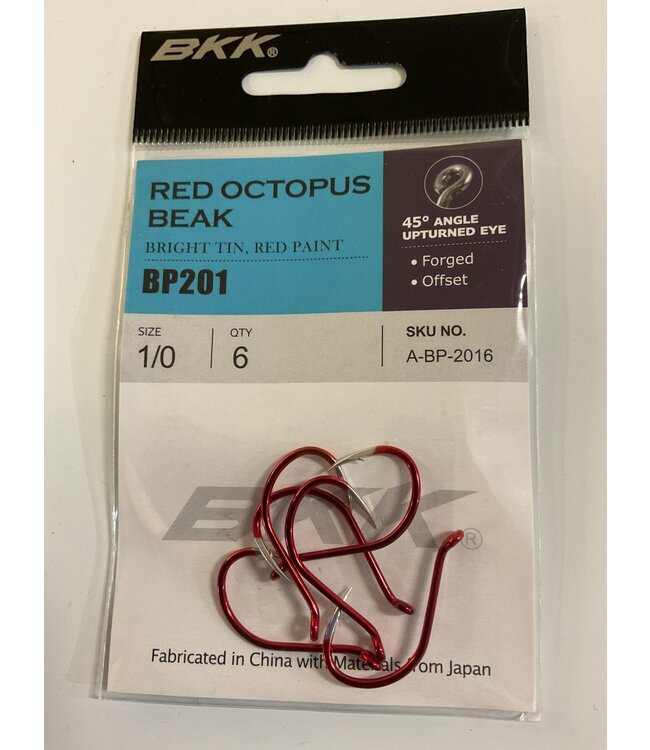 BKK®
RED OCTOPUS
BEAK
BRIGHT TIN, RED PAINT
BP201
45° ANGLE
UPTURNED EYE
• Forged
• Offset
SIZE
1/0
QTY
6
SKU NO.
A-BP-2016
BKK®
Fabricated in China with Materials from Japan